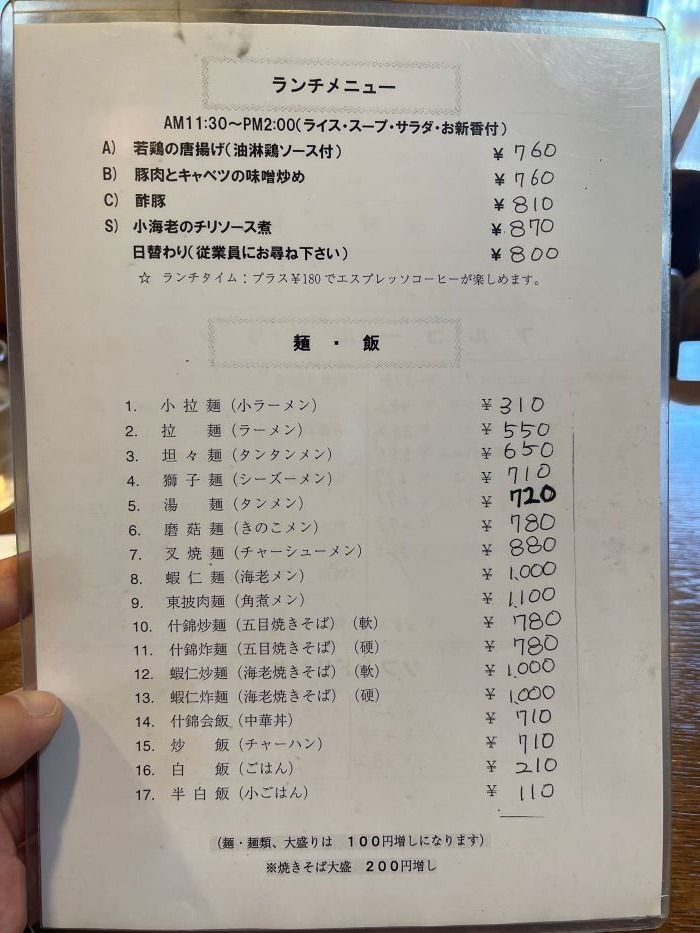 ランチメニュー
AM11:30～PM2:00(ライス・スープ・サラダ・お新香付)
A) 若鶏の唐揚げ(油淋鶏ソース付) ¥760
B) 豚肉とキャベツの味噌炒め ¥760
C) 酢豚 ¥810
S) 小海老のチリソース煮 ¥870
日替わり(従業員にお尋ね下さい) ¥800
☆ ランチタイム：プラス¥180でエスプレッソコーヒーが楽しめます。
麺・飯
1. 小拉麺(小ラーメン) ¥310
2. 拉麺(ラーメン) ¥550
3. 坦々麺(タンタンメン) ¥650
4. 獅子麺(シーズーメン) ¥710
5. 湯麺(タンメン) ¥720
6. 磨菇麺(きのこメン) ¥780
7. 叉焼麺(チャーシューメン) ¥880
8. 蝦仁麺(海老メン) ¥1,000
9. 東披肉麺(角煮メン) ¥1,100
10. 什錦炒麺(五目焼きそば)(軟) ¥780
11. 什錦炸麺(五目焼きそば)(硬) ¥780
12. 蝦仁炒麺(海老焼きそば)(軟) ¥1,000
13. 蝦仁炸麺(海老焼きそば)(硬) ¥1,000
14. 什錦会飯(中華丼) ¥710
15. 炒飯(チャーハン) ¥710
16. 白飯(ごはん) ¥210
17. 半白飯(小ごはん) ¥110
(麺・麺類、大盛りは 100円増しになります)
※焼きそば大盛 200円増し